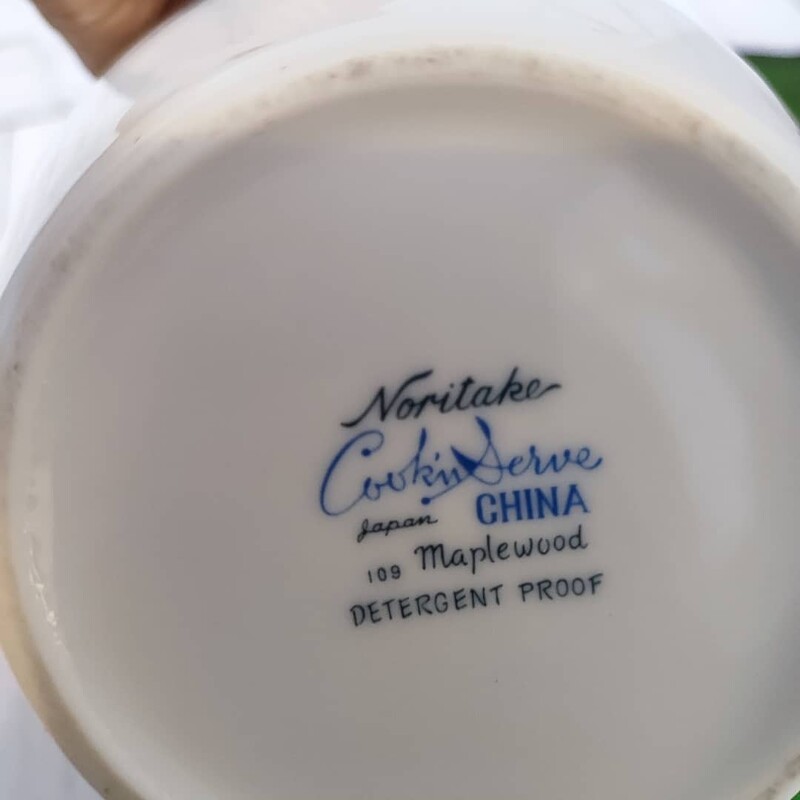 Noritake
Cook'n Serve
Japan CHINA
109 Maplewood
DETERGENT PROOF